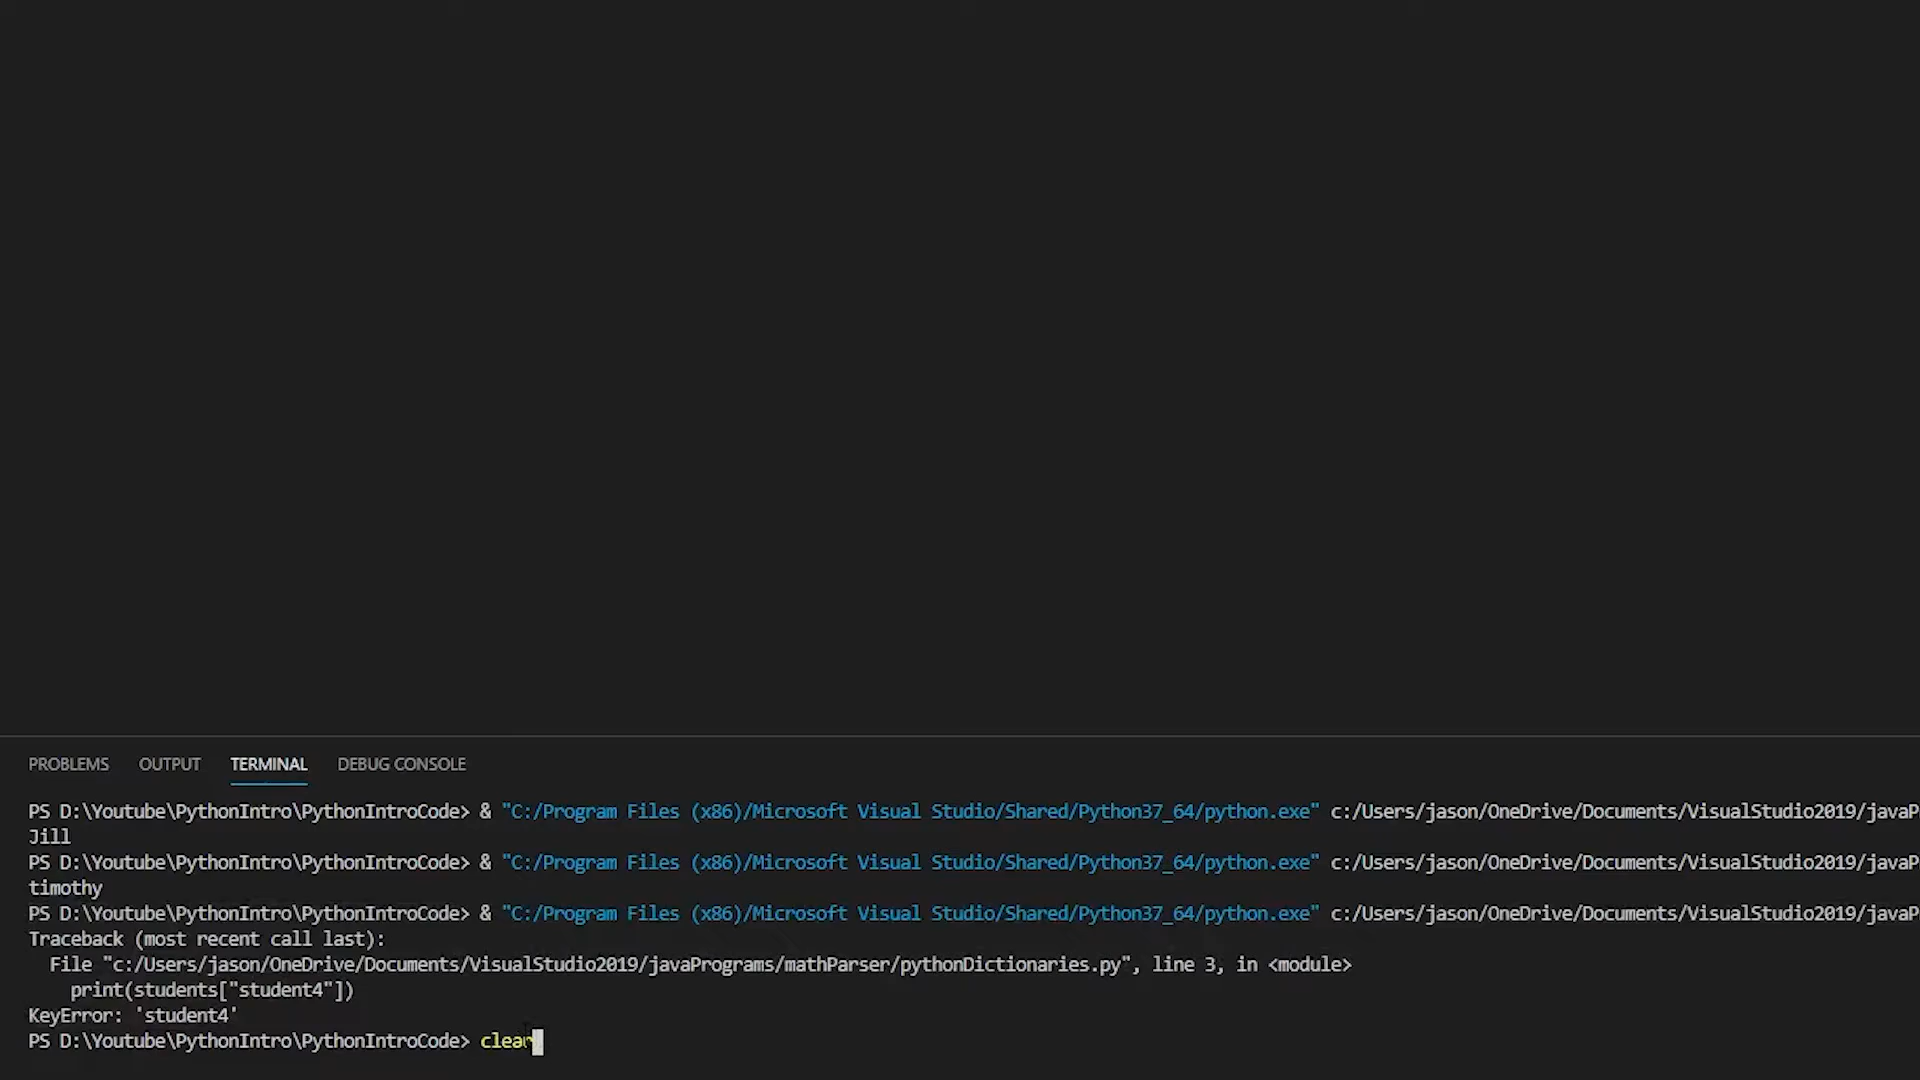 PROBLEMS OUTPUT TERMINAL DEBUG CONSOLE
PS D:\Youtube\PythonIntro\PythonIntroCode> & "C:/Program Files (x86)/Microsoft Visual Studio/Shared/Python37_64/python.exe" c:/Users/jason/OneDrive/Documents/VisualStudio2019/javaP
Jill
PS D:\Youtube\PythonIntro\PythonIntroCode> & "C:/Program Files (x86)/Microsoft Visual Studio/Shared/Python37_64/python.exe" c:/Users/jason/OneDrive/Documents/VisualStudio2019/javaP
timothy
PS D:\Youtube\PythonIntro\PythonIntroCode> & "C:/Program Files (x86)/Microsoft Visual Studio/Shared/Python37_64/python.exe" c:/Users/jason/OneDrive/Documents/VisualStudio2019/javaP
Traceback (most recent call last):
  File "c:/Users/jason/OneDrive/Documents/VisualStudio2019/javaPrograms/mathParser/pythonDictionaries.py", line 3, in <module>
    print(students["student4"])
KeyError: 'student4'
PS D:\Youtube\PythonIntro\PythonIntroCode> clear